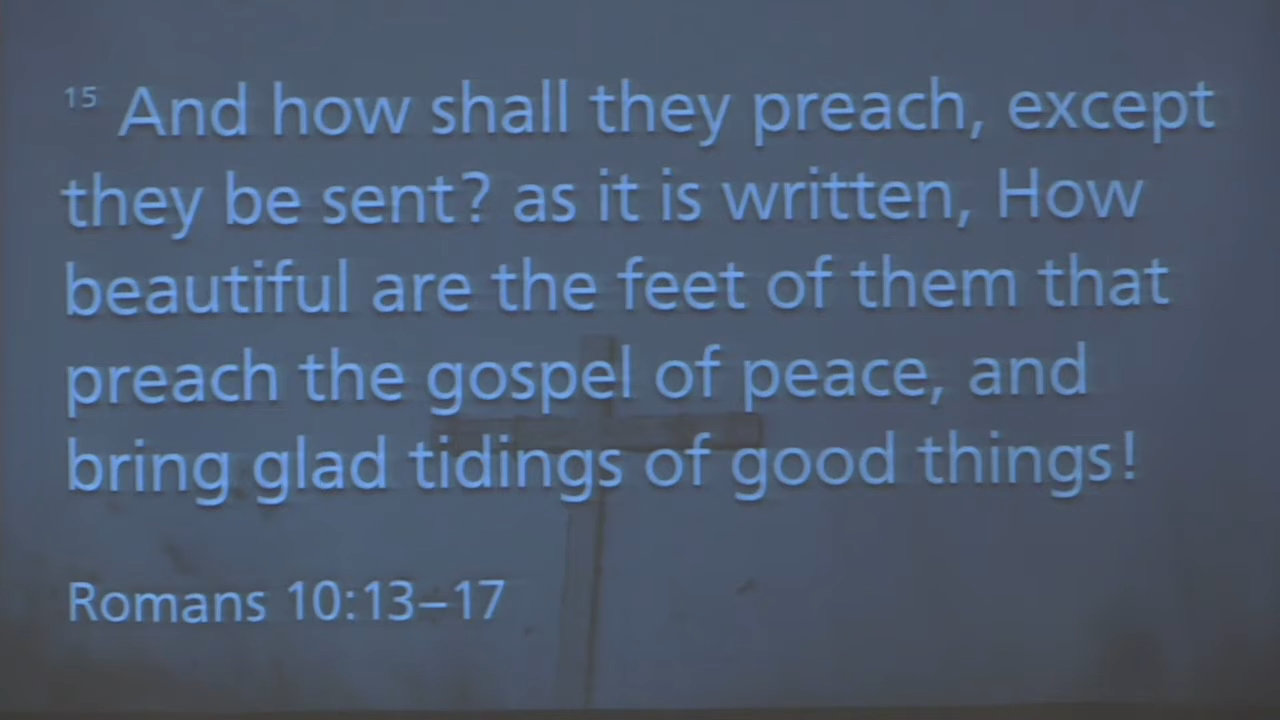 15 And how shall they preach, except
they be sent? as it is written, How
beautiful are the feet of them that
preach the gospel of peace, and
bring glad tidings of good things!
Romans 10:13–17